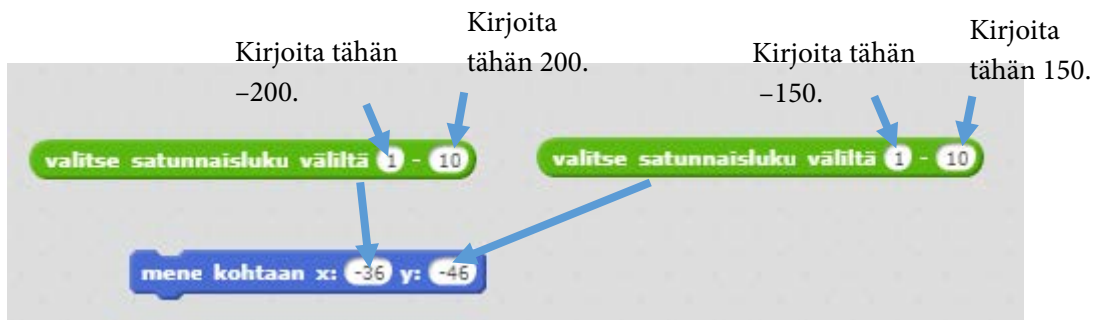 Kirjoita tähän
–200.
Kirjoita
tähän 200.
Kirjoita tähän
–150.
Kirjoita
tähän 150.
valitse satunnaisluku väliltä 1 - 10
valitse satunnaisluku väliltä 1 - 10
mene kohtaan x: -36 y: -46